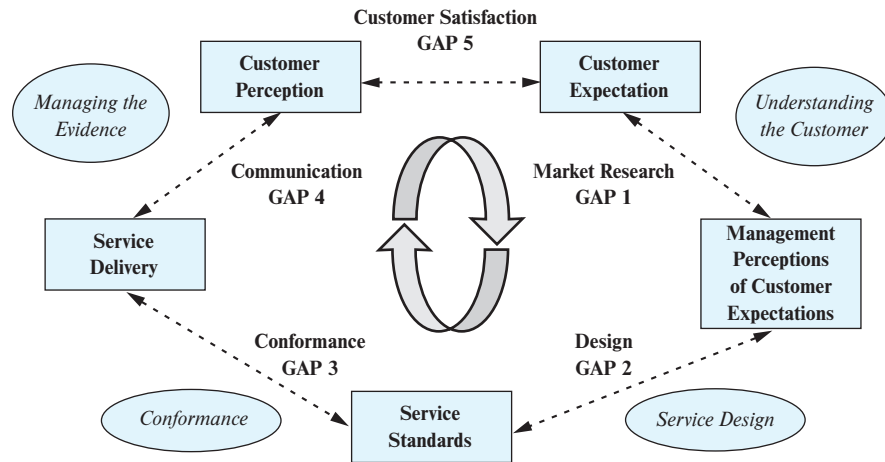 Customer Satisfaction
GAP 5
Customer
Perception
Customer
Expectation
Managing the
Evidence
Understanding
the Customer
Communication
GAP 4
Market Research
GAP 1
Service
Delivery
Management
Perceptions
of Customer
Expectations
Conformance
GAP 3
Design
GAP 2
Conformance
Service
Standards
Service Design